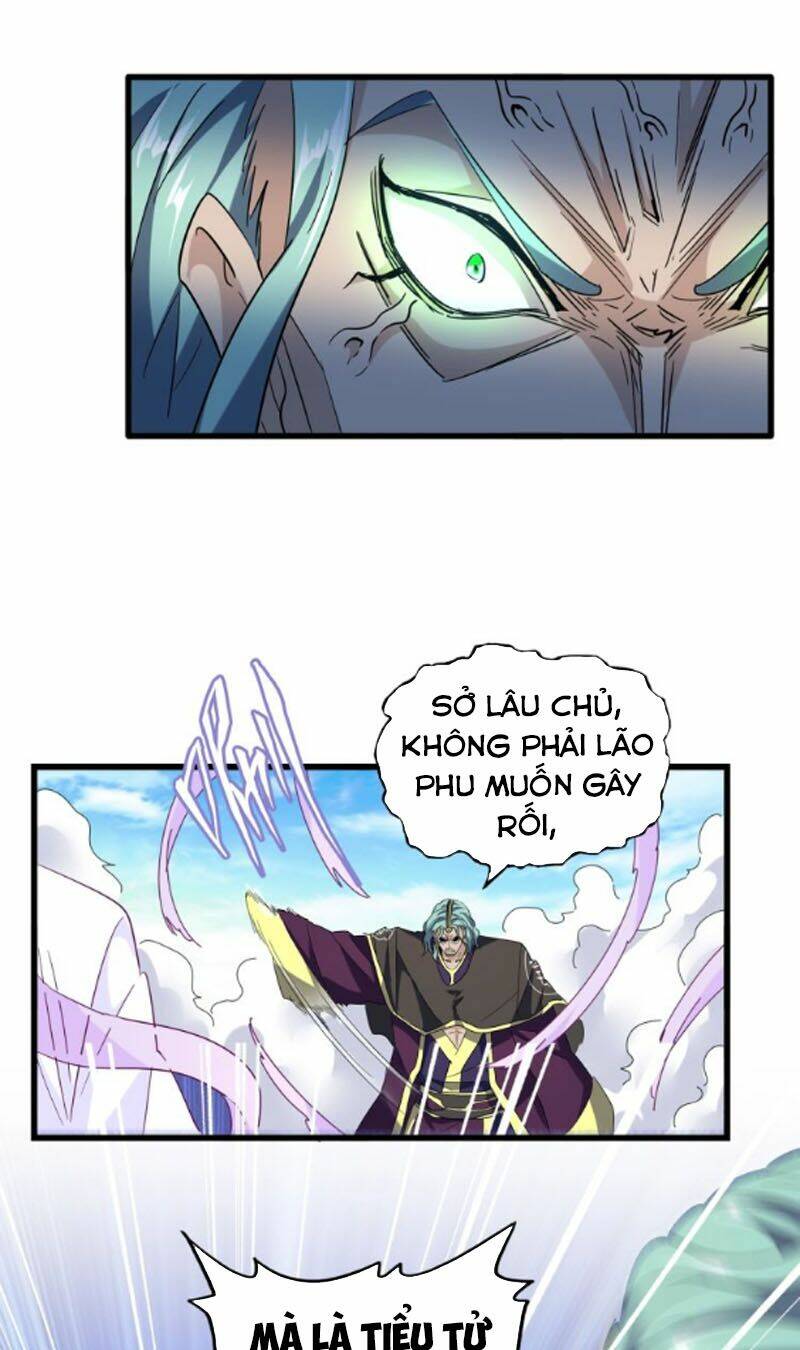 SỞ LÂU CHỦ,
KHÔNG PHẢI LÃO
PHU MUỐN GÂY
RỐI,
MÀ LÀ TIỂU TỬ